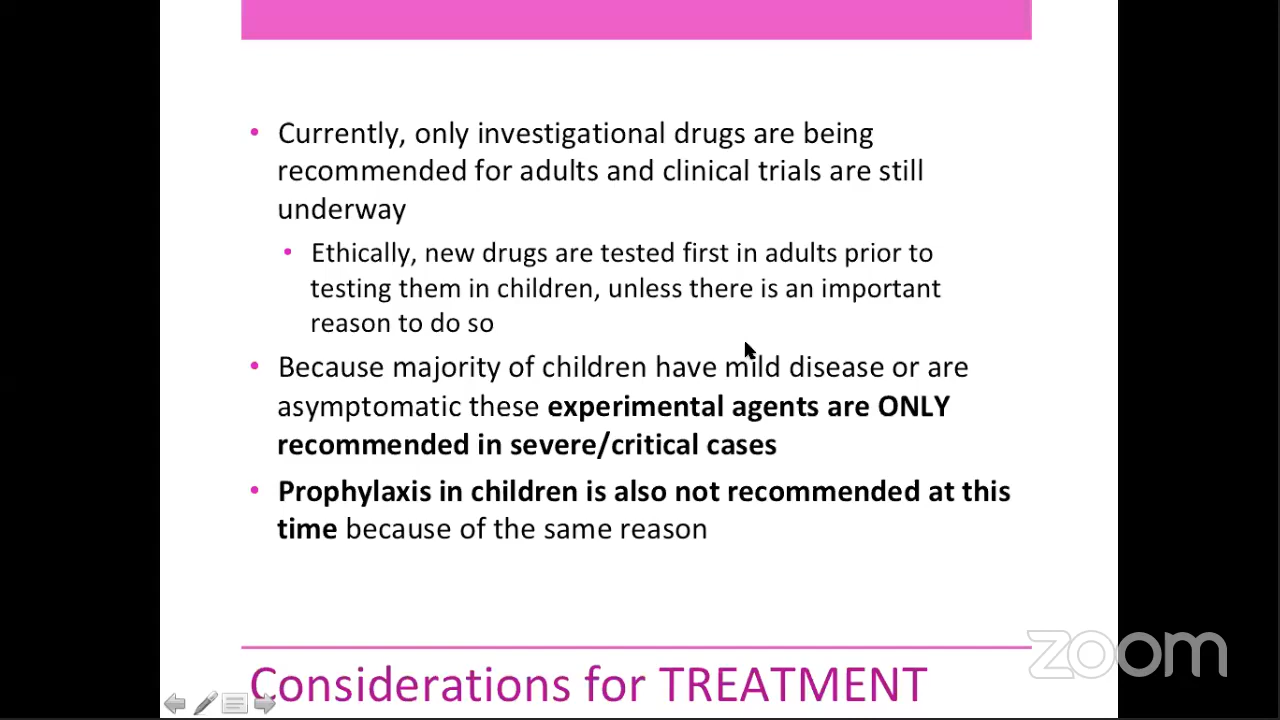 • Currently, only investigational drugs are being
recommended for adults and clinical trials are still
underway
• Ethically, new drugs are tested first in adults prior to
testing them in children, unless there is an important
reason to do so
• Because majority of children have mild disease or are
asymptomatic these experimental agents are ONLY
recommended in severe/critical cases
• Prophylaxis in children is also not recommended at this
time because of the same reason
Considerations for TREATMENT
zoom